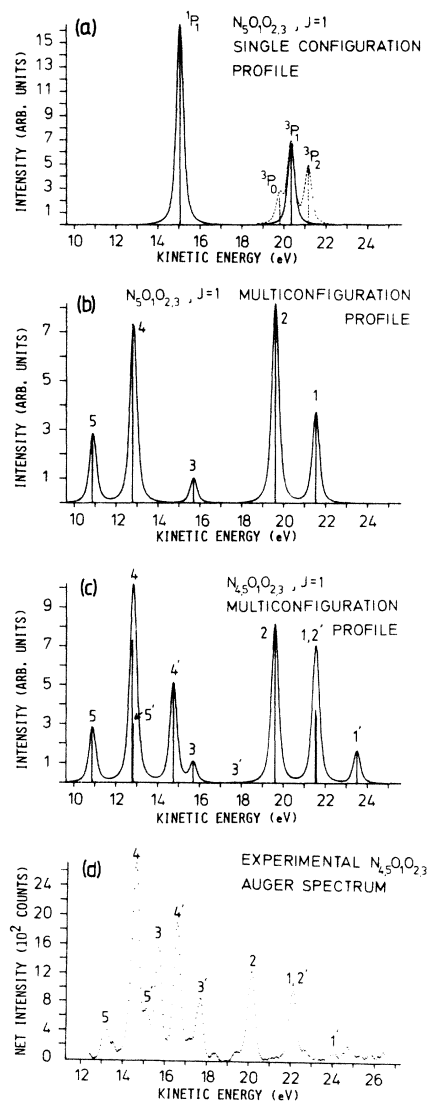 (a)
¹P₁
N₅O₁O₂,₃ , J=1
SINGLE CONFIGURATION
PROFILE
³P₀
³P₁
³P₂
INTENSITY (ARB. UNITS)
15
13
11
9
7
5
3
1
10 12 14 16 18 20 22 24
KINETIC ENERGY (eV)
(b)
N₅O₁O₂,₃ , J=1 MULTICONFIGURATION
PROFILE
5
4
3
2
1
INTENSITY (ARB. UNITS)
7
5
3
1
10 12 14 16 18 20 22 24
KINETIC ENERGY (eV)
(c)
N₄,₅O₁O₂,₃ , J=1
MULTICONFIGURATION
PROFILE
5
4
5'
4'
3
3'
2
1,2'
1'
INTENSITY (ARB. UNITS)
9
7
5
3
1
10 12 14 16 18 20 22 24
KINETIC ENERGY (eV)
(d)
EXPERIMENTAL N₄,₅O₁O₂,₃
AUGER SPECTRUM
5
4
5'
3
4'
3'
2
1,2'
1'
NET INTENSITY (10² COUNTS)
24
20
16
12
8
4
0
12 14 16 18 20 22 24 26
KINETIC ENERGY (eV)